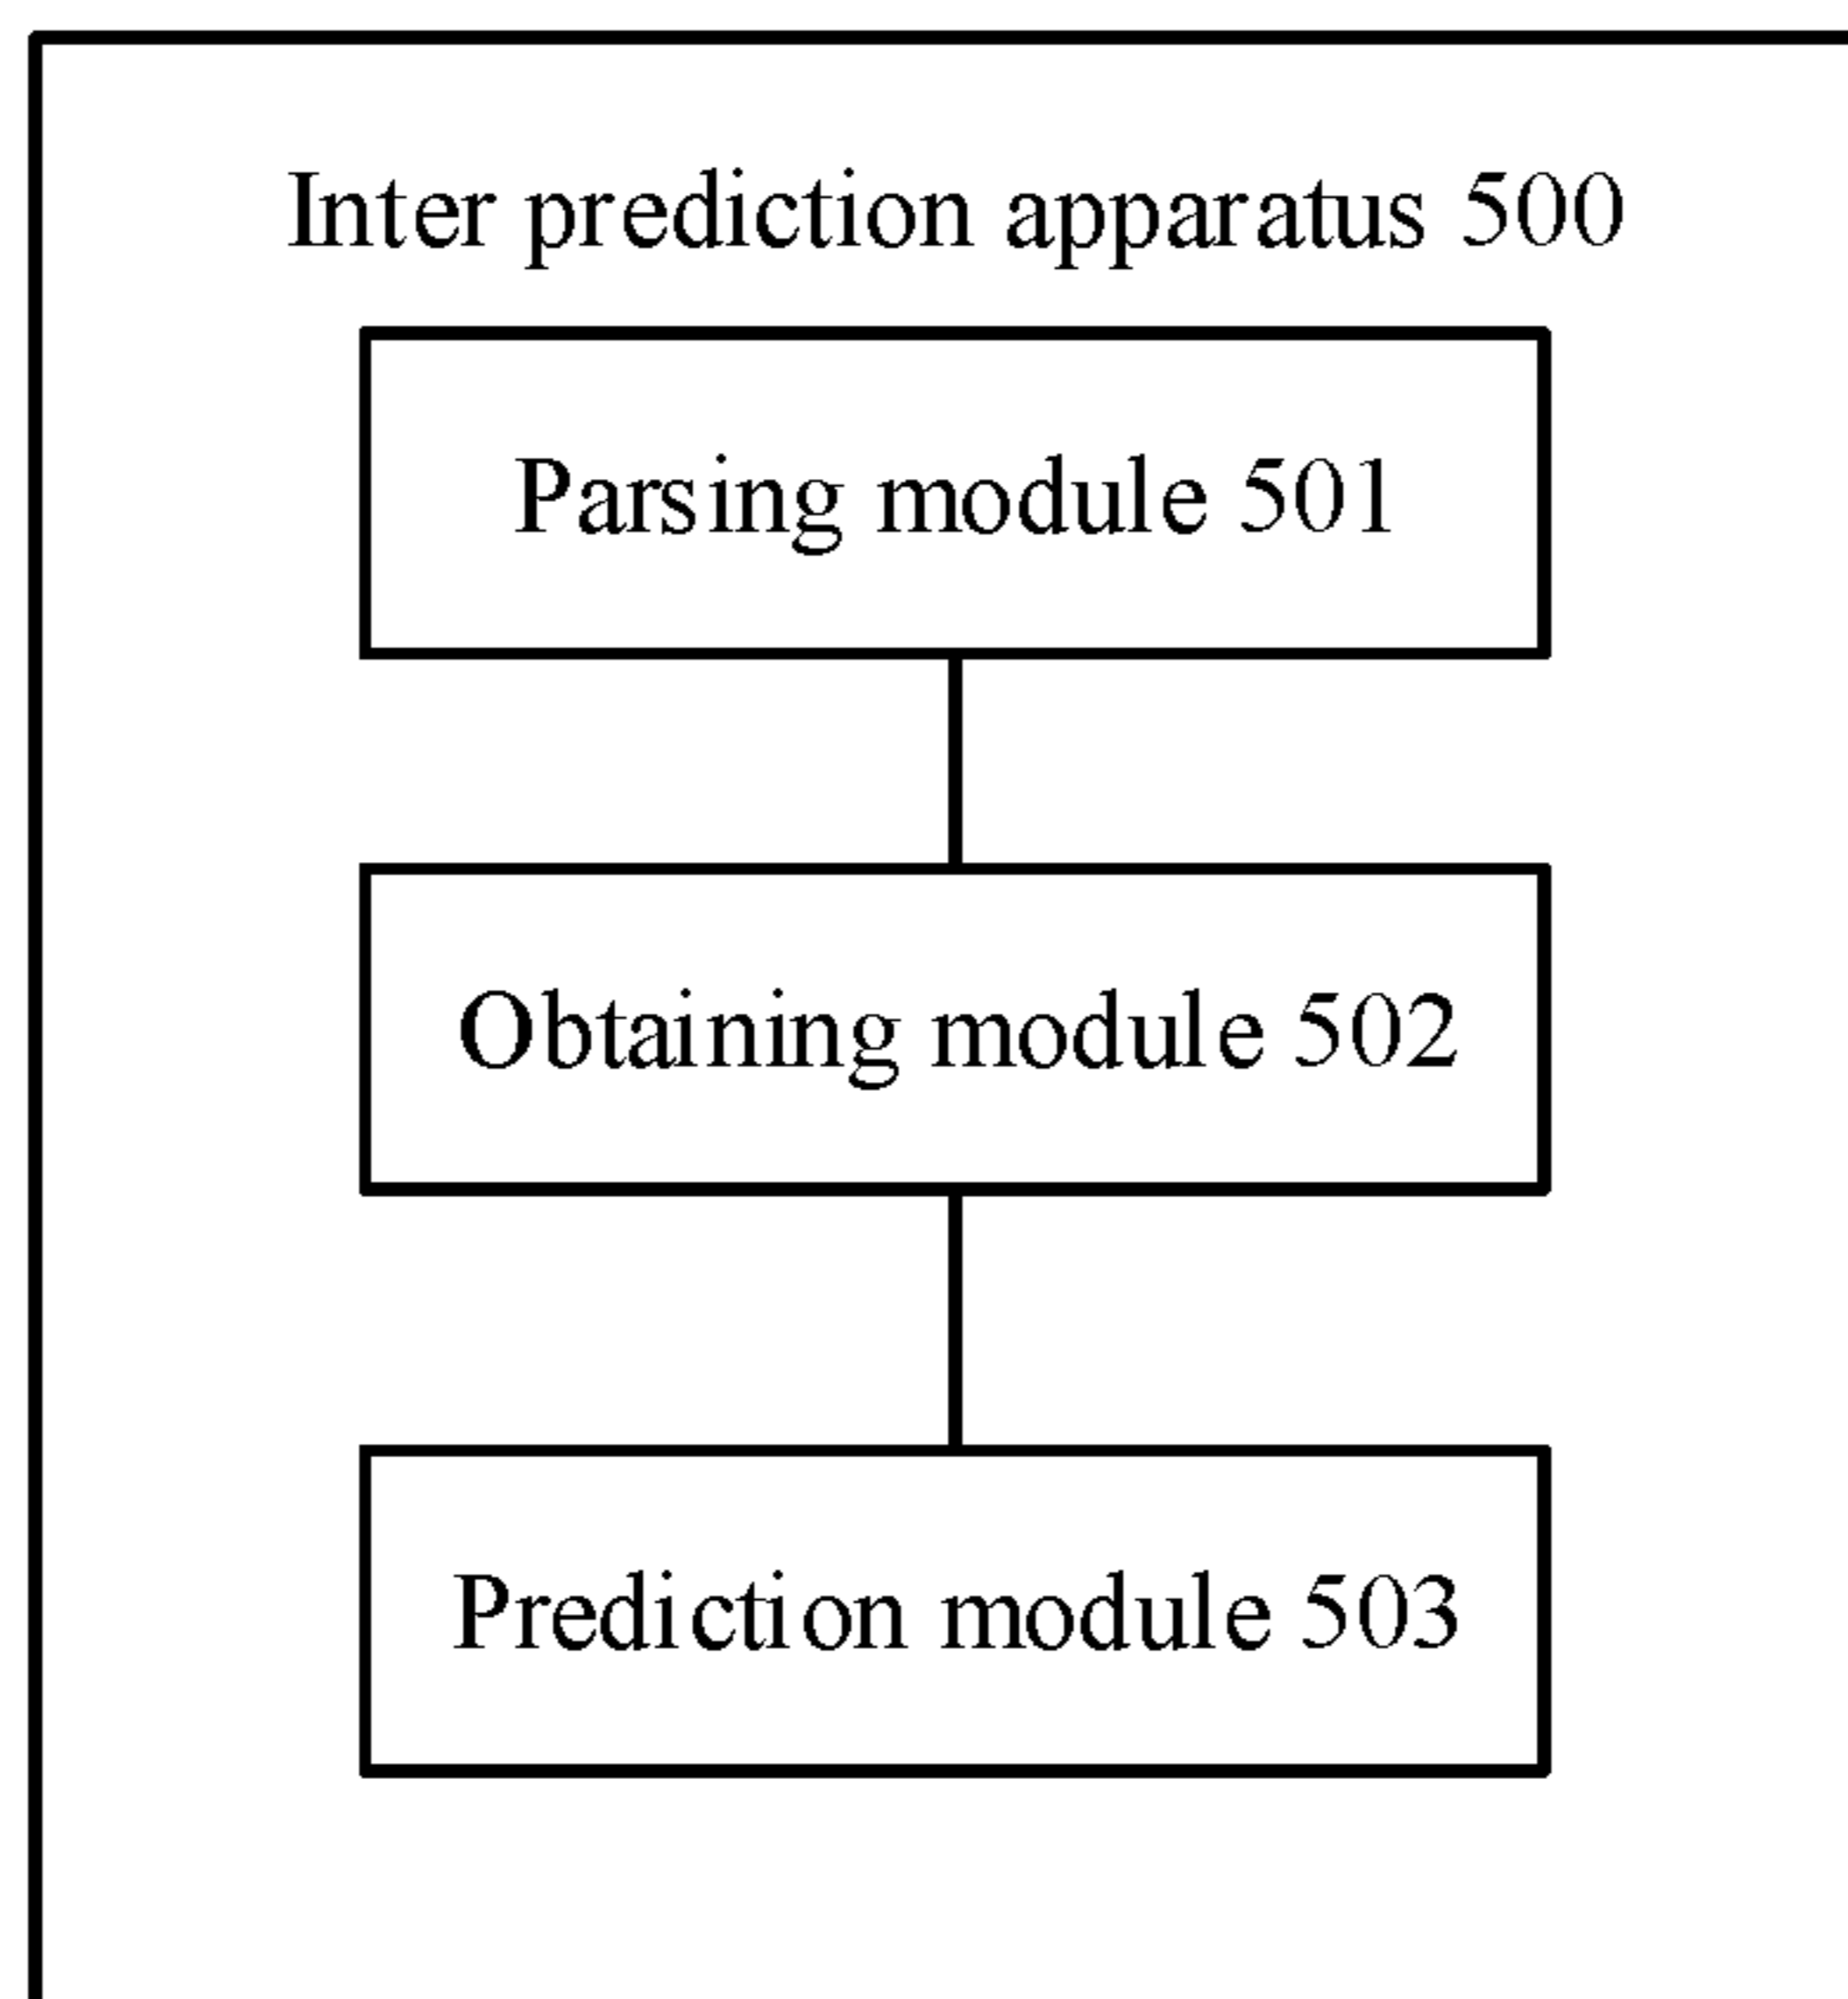 Inter prediction apparatus 500
Parsing module 501
Obtaining module 502
Prediction module 503